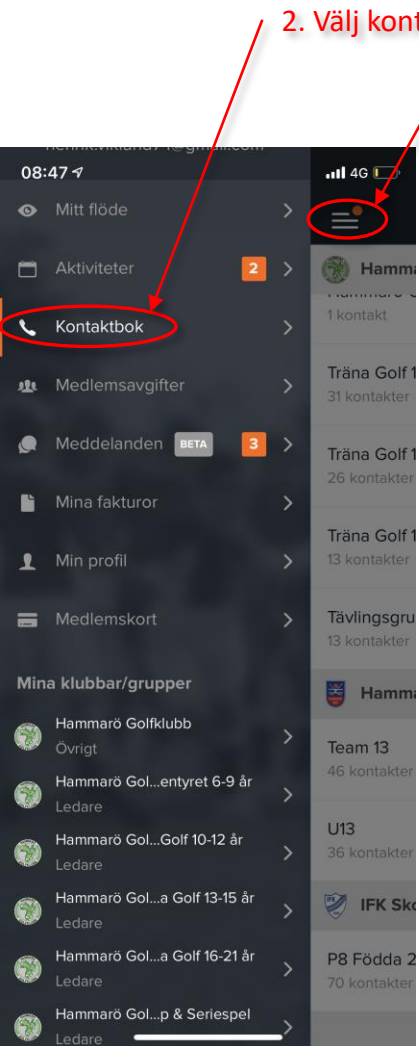 2. Välj kont
08:47
Mitt flöde
Aktiviteter 2
Kontaktbok
Medlemsavgifter
Meddelanden BETA 3
Mina fakturor
Min profil
Medlemskort
Mina klubbar/grupper
Hammarö Golfklubb
Övrigt
Hammarö Gol...entyret 6-9 år
Ledare
Hammarö Gol...Golf 10-12 år
Ledare
Hammarö Gol...a Golf 13-15 år
Ledare
Hammarö Gol...a Golf 16-21 år
Ledare
Hammarö Gol...p & Seriespel
Ledare
4G
Hamma
1 kontakt
Träna Golf 1
31 kontakter
Träna Golf 1
26 kontakter
Träna Golf 1
13 kontakter
Tävlingsgru
13 kontakter
Hamma
Team 13
46 kontakter
U13
36 kontakter
IFK Sko
P8 Födda 2
70 kontakter